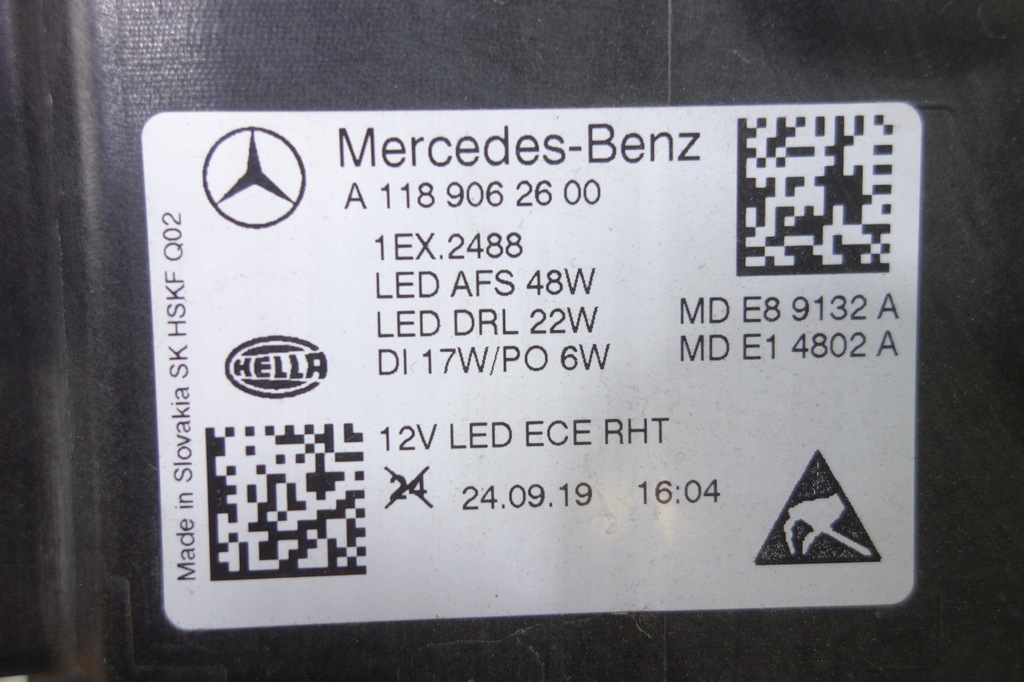 Mercedes-Benz
A 118 906 26 00
1EX.2488
LED AFS 48W
LED DRL 22W
DI 17W/PO 6W
MD E8 9132 A
MD E1 4802 A
HELLA
12V LED ECE RHT
24 24.09.19 16:04
Made in Slovakia SK HSKF Q02